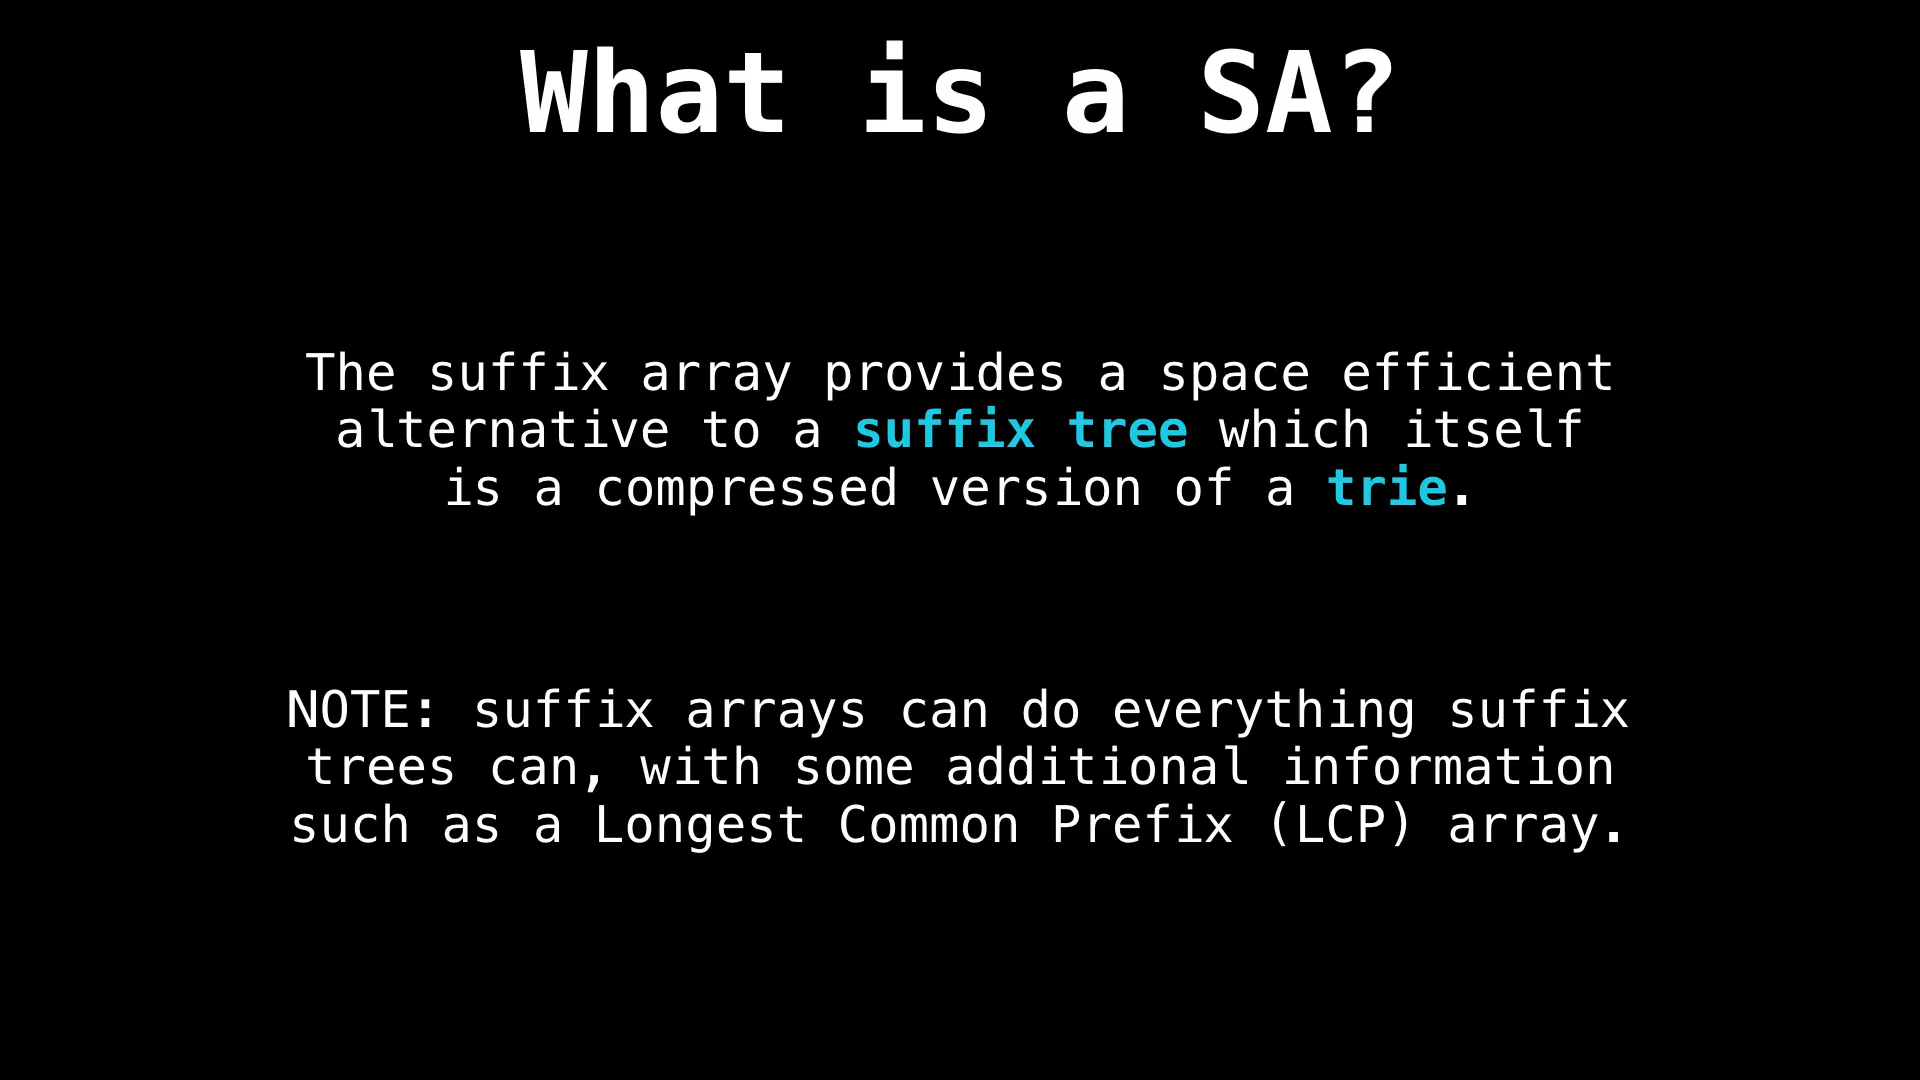 What is a SA?
The suffix array provides a space efficient
alternative to a suffix tree which itself
is a compressed version of a trie.
NOTE: suffix arrays can do everything suffix
trees can, with some additional information
such as a Longest Common Prefix (LCP) array.